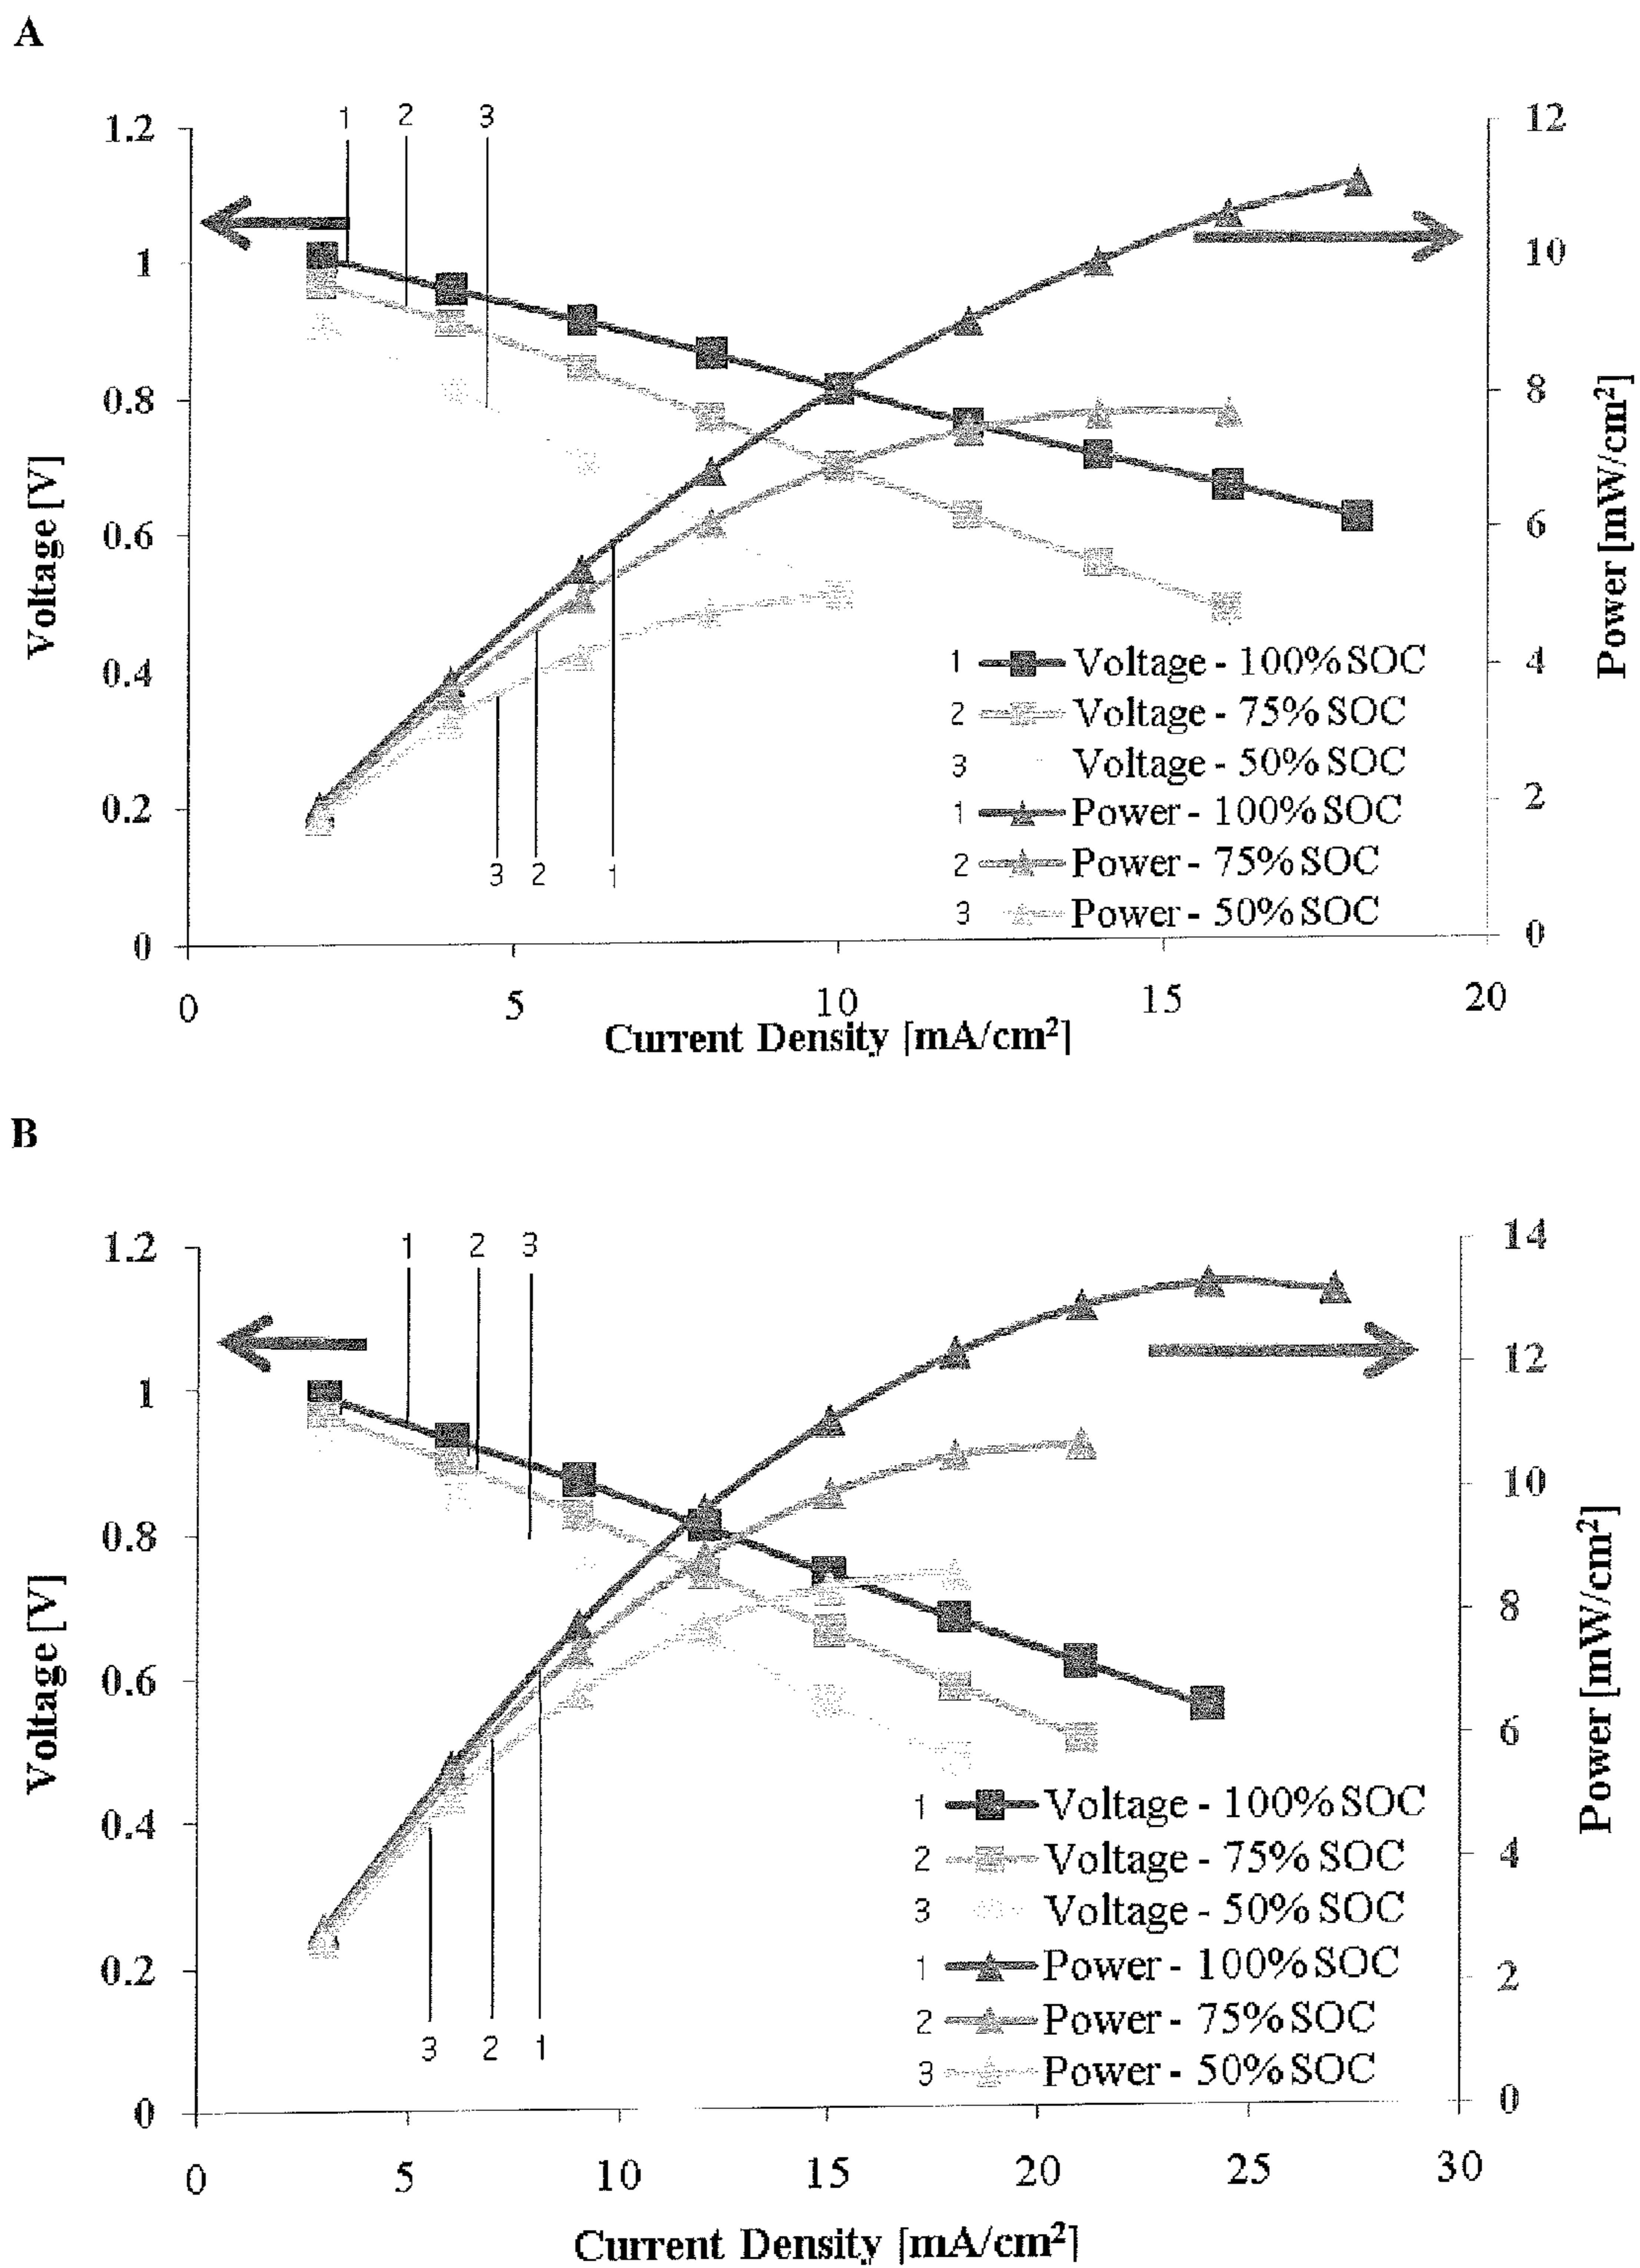 A
1 2 3
1.2
1
0.8
0.6
0.4
0.2
0
Voltage [V]
12
10
8
6
4
2
0
Power [mW/cm²]
1 Voltage - 100% SOC
2 Voltage - 75% SOC
3 Voltage - 50% SOC
1 Power - 100% SOC
2 Power - 75% SOC
3 Power - 50% SOC
3 2 1
0 5 10 15 20
Current Density [mA/cm²]
B
1 2 3
1.2
1
0.8
0.6
0.4
0.2
0
Voltage [V]
14
12
10
8
6
4
2
0
Power [mW/cm²]
1 Voltage - 100% SOC
2 Voltage - 75% SOC
3 Voltage - 50% SOC
1 Power - 100% SOC
2 Power - 75% SOC
3 Power - 50% SOC
3 2 1
0 5 10 15 20 25 30
Current Density [mA/cm²]